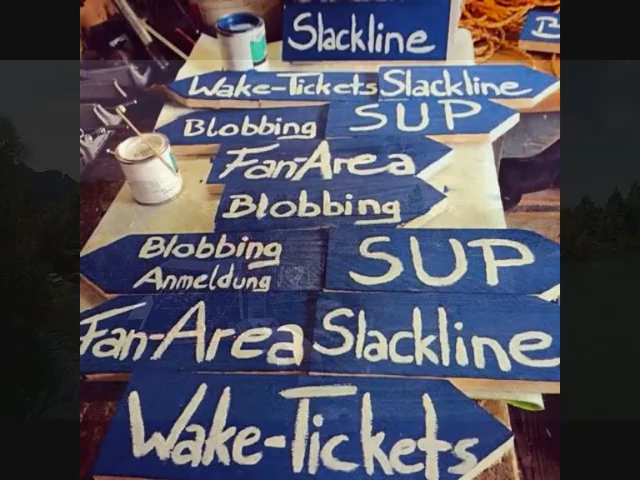 Slackline
B
Wake-Tickets Slackline
Blobbing SUP
Fan-Area
Blobbing
Blobbing SUP
Anmeldung
Fan-Area Slackline
Wake-Tickets